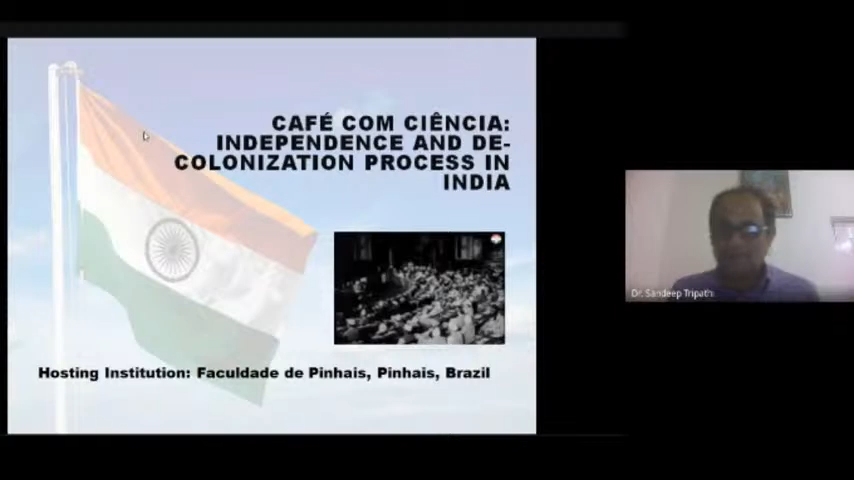 CAFÉ COM CIÊNCIA:
INDEPENDENCE AND DE-
COLONIZATION PROCESS IN
INDIA
Hosting Institution: Faculdade de Pinhais, Pinhais, Brazil
Dr. Sandeep Tripathi